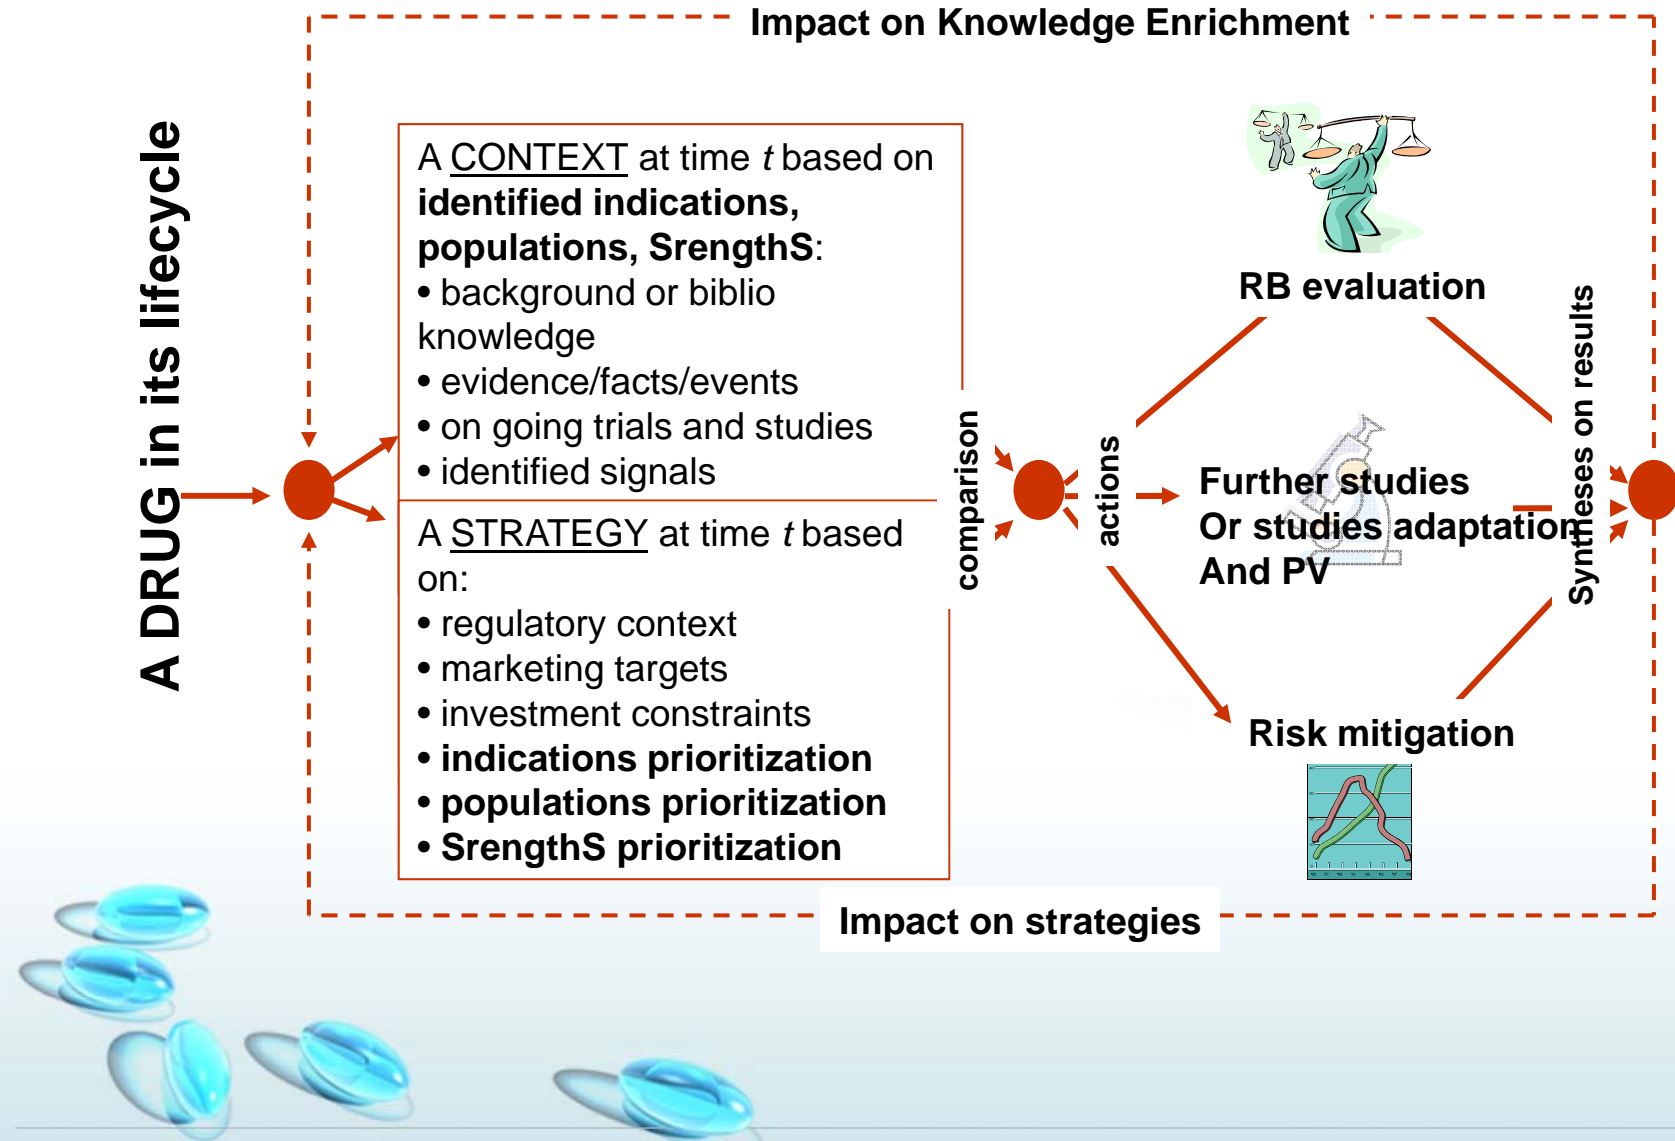 Impact on Knowledge Enrichment
A DRUG in its lifecycle
A CONTEXT at time t based on
identified indications,
populations, SrengthS:
• background or biblio
knowledge
• evidence/facts/events
• on going trials and studies
• identified signals
A STRATEGY at time t based
on:
• regulatory context
• marketing targets
• investment constraints
• indications prioritization
• populations prioritization
• SrengthS prioritization
comparison
actions
RB evaluation
Further studies
Or studies adaptation
And PV
Risk mitigation
Syntheses on results
Impact on strategies